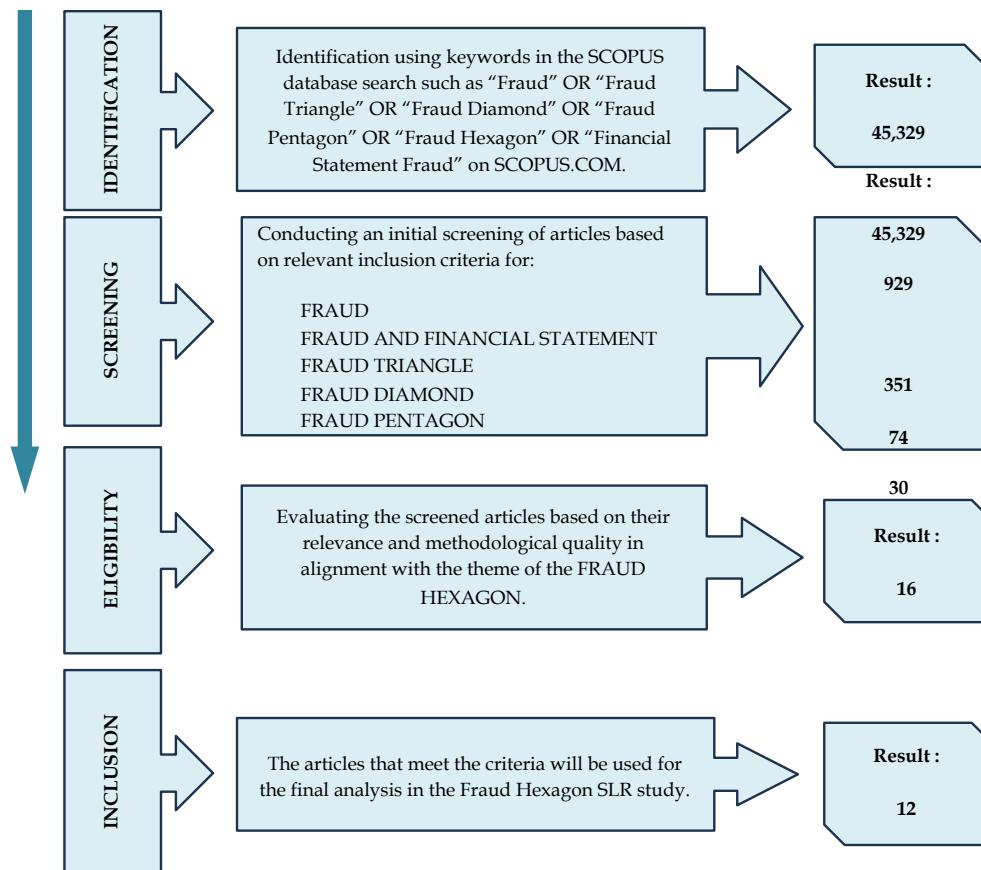 IDENTIFICATION
Identification using keywords in the SCOPUS
database search such as “Fraud” OR “Fraud
Triangle” OR “Fraud Diamond” OR “Fraud
Pentagon” OR “Fraud Hexagon” OR “Financial
Statement Fraud” on SCOPUS.COM.
Result :
45,329
SCREENING
Conducting an initial screening of articles based
on relevant inclusion criteria for:
FRAUD
FRAUD AND FINANCIAL STATEMENT
FRAUD TRIANGLE
FRAUD DIAMOND
FRAUD PENTAGON
Result :
45,329
929
351
74
30
ELIGIBILITY
Evaluating the screened articles based on their
relevance and methodological quality in
alignment with the theme of the FRAUD
HEXAGON.
Result :
16
INCLUSION
The articles that meet the criteria will be used for
the final analysis in the Fraud Hexagon SLR study.
Result :
12